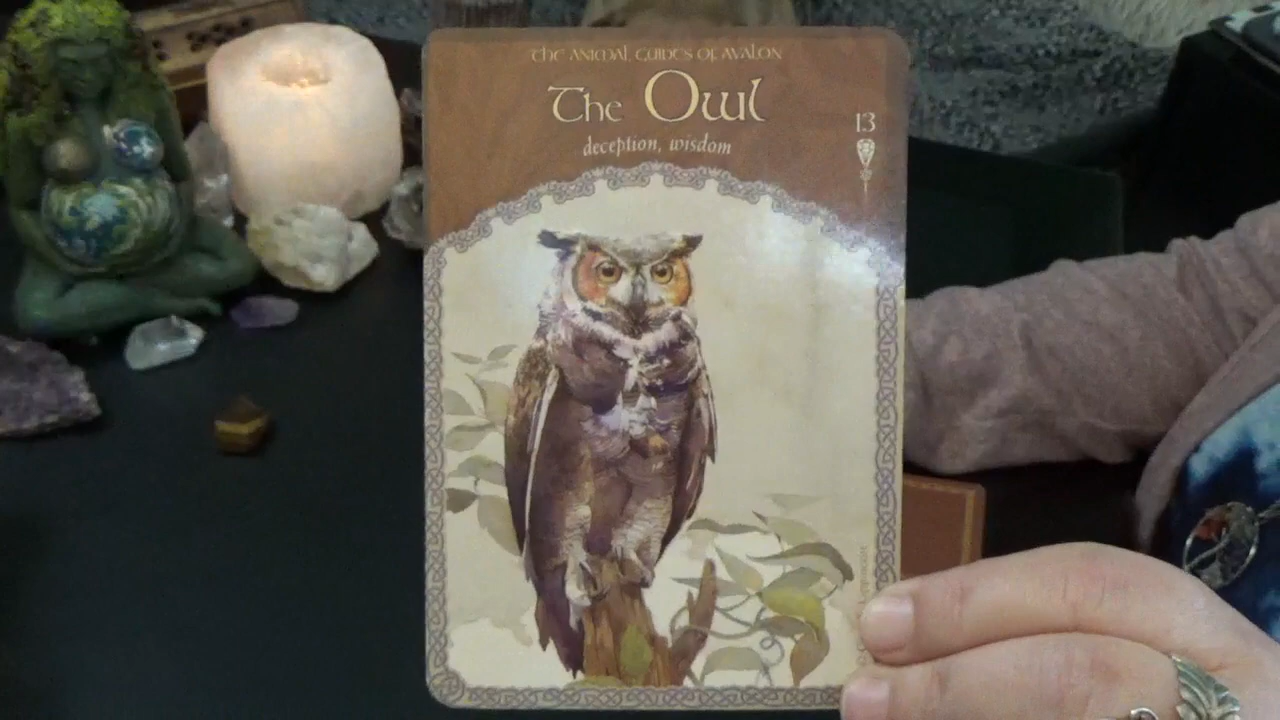 THE ANIMAL GUIDES OF AVALON
The Owl
deception, wisdom
13